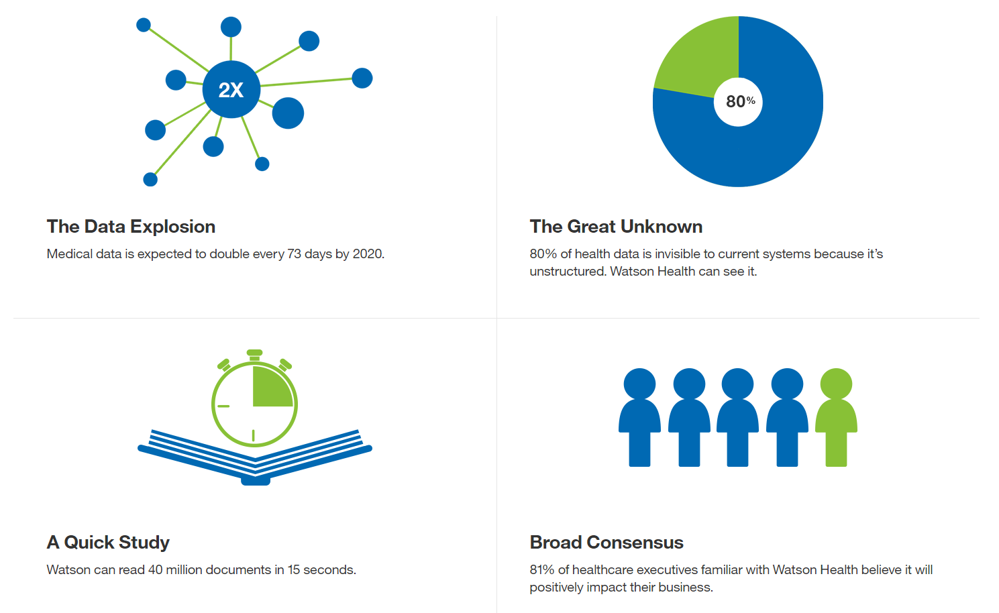 2X
80%
The Data Explosion
Medical data is expected to double every 73 days by 2020.
The Great Unknown
80% of health data is invisible to current systems because it’s
unstructured. Watson Health can see it.
A Quick Study
Watson can read 40 million documents in 15 seconds.
Broad Consensus
81% of healthcare executives familiar with Watson Health believe it will
positively impact their business.